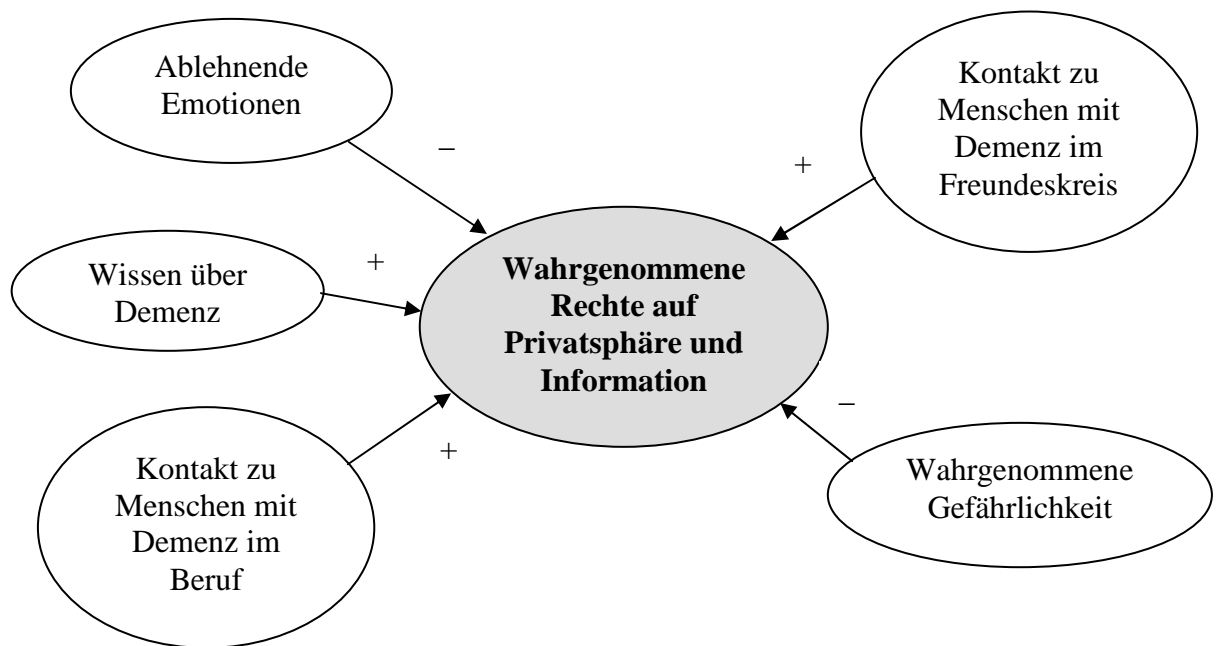 Ablehnende
Emotionen
–
Kontakt zu
Menschen mit
Demenz im
Freundeskreis
+
Wissen über
Demenz
+
Wahrgenommene
Rechte auf
Privatsphäre und
Information
Kontakt zu
Menschen mit
Demenz im
Beruf
+
–
Wahrgenommene
Gefährlichkeit